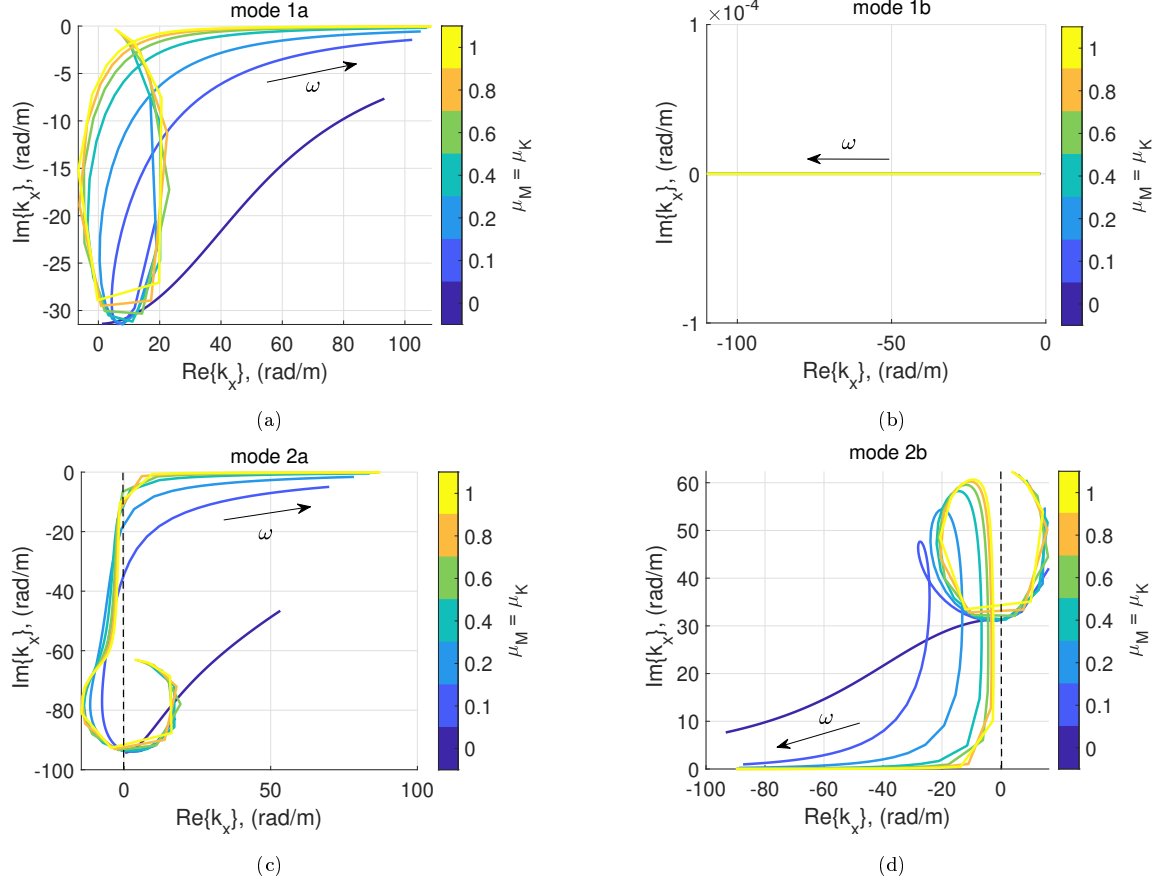 mode 1a
0
-5
-10
-15
-20
-25
-30
0 20 40 60 80 100
Im{k_x}, (rad/m)
Re{k_x}, (rad/m)
ω
1
0.8
0.6
0.4
0.2
0.1
0
μ_M = μ_K
(a)
mode 1b
×10^-4
1
0
-1
-100 -50 0
Im{k_x}, (rad/m)
Re{k_x}, (rad/m)
ω
1
0.8
0.6
0.4
0.2
0.1
0
μ_M = μ_K
(b)
mode 2a
0
-20
-40
-60
-80
-100
0 50 100
Im{k_x}, (rad/m)
Re{k_x}, (rad/m)
ω
1
0.8
0.6
0.4
0.2
0.1
0
μ_M = μ_K
(c)
mode 2b
60
50
40
30
20
10
0
-100 -80 -60 -40 -20 0
Im{k_x}, (rad/m)
Re{k_x}, (rad/m)
ω
1
0.8
0.6
0.4
0.2
0.1
0
μ_M = μ_K
(d)